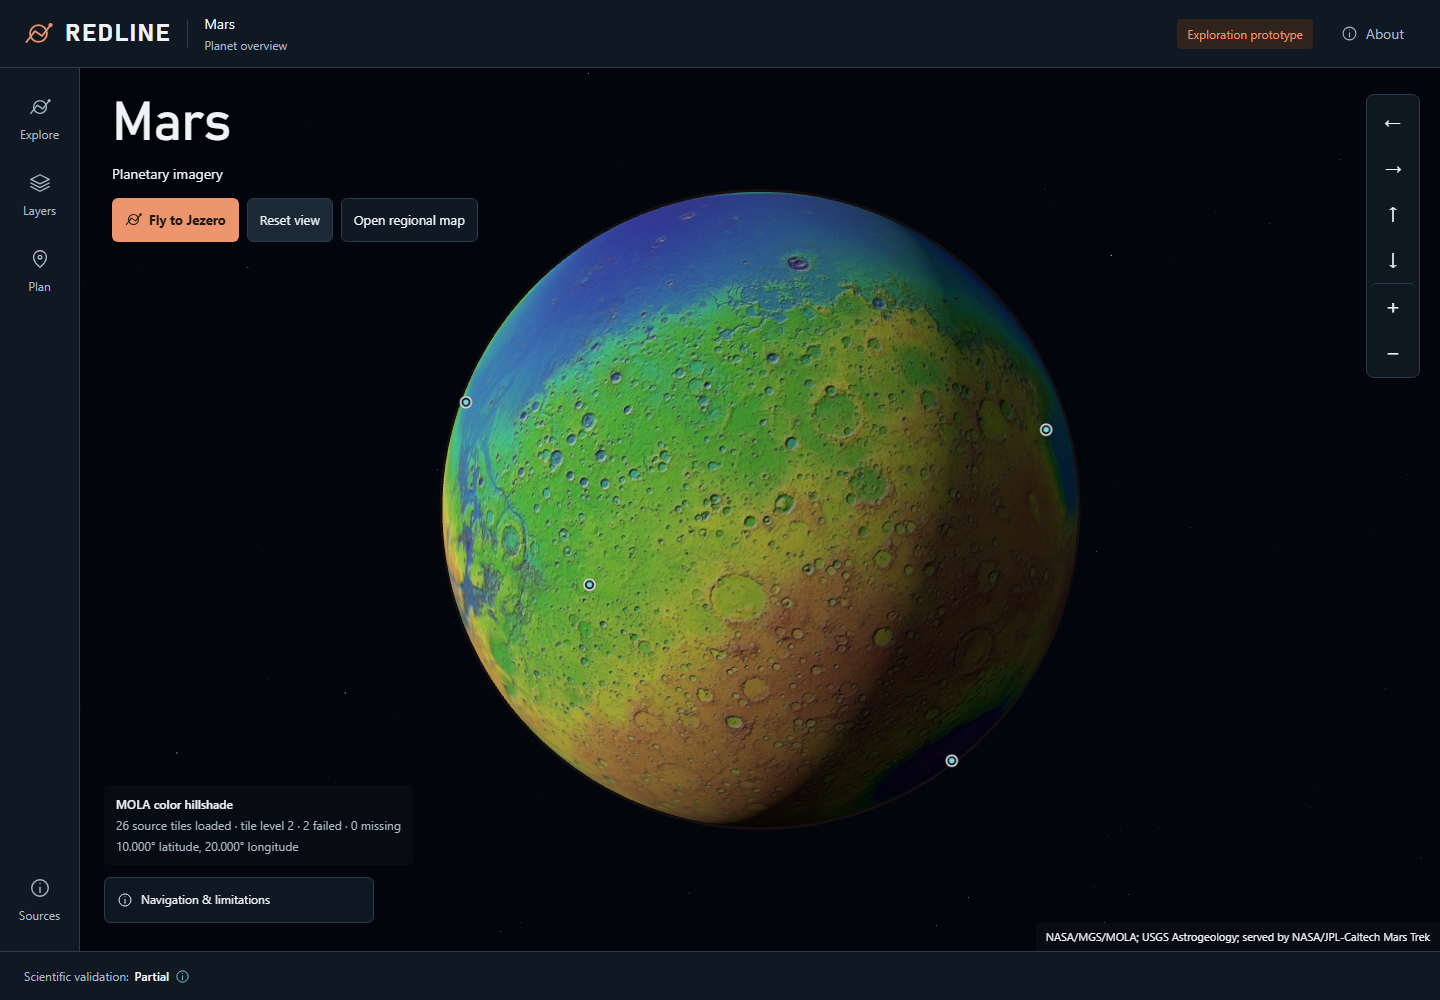 REDLINE
Mars
Planet overview
Exploration prototype
About
Explore
Layers
Plan
Sources
Mars
Planetary imagery
Fly to Jezero
Reset view
Open regional map
←
→
↑
↓
+
−
MOLA color hillshade
26 source tiles loaded · tile level 2 · 2 failed · 0 missing
10.000° latitude, 20.000° longitude
Navigation & limitations
NASA/MGS/MOLA; USGS Astrogeology; served by NASA/JPL-Caltech Mars Trek
Scientific validation: Partial